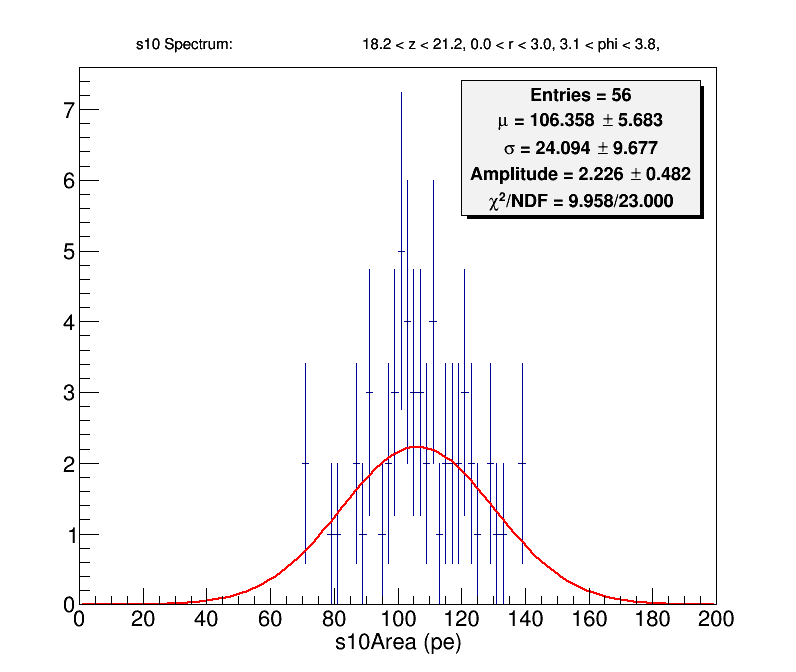 s10 Spectrum: 18.2 < z < 21.2, 0.0 < r < 3.0, 3.1 < phi < 3.8,
Entries = 56
μ = 106.358 ± 5.683
σ = 24.094 ± 9.677
Amplitude = 2.226 ± 0.482
χ²/NDF = 9.958/23.000
7
6
5
4
3
2
1
0
0 20 40 60 80 100 120 140 160 180 200
s10Area (pe)